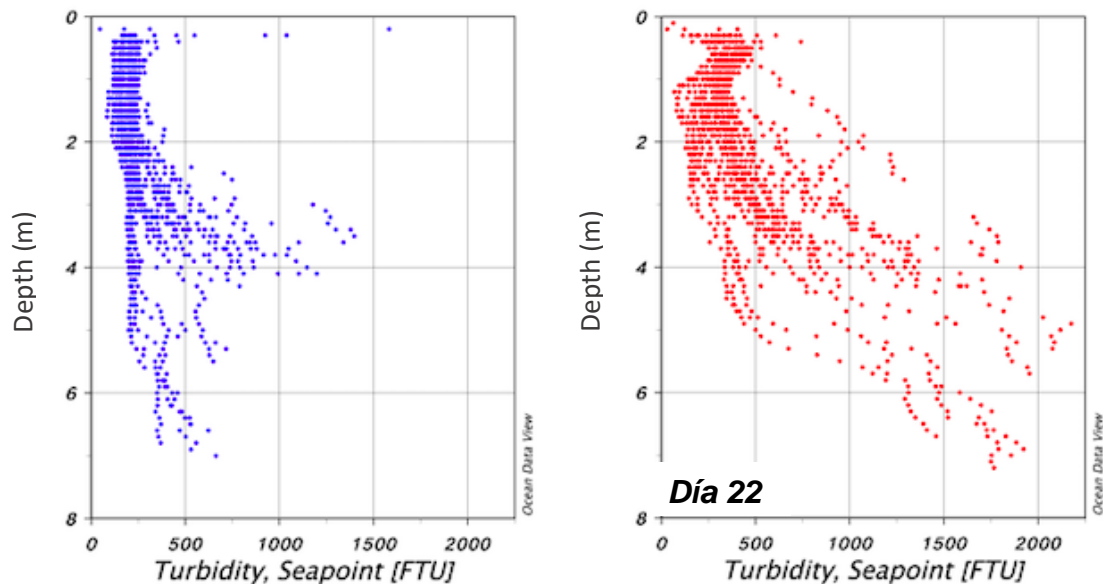 0
2
4
6
8
Depth (m)
0
500
1000
1500
2000
Turbidity, Seapoint [FTU]
Ocean Data View
0
2
4
6
8
Depth (m)
Día 22
0
500
1000
1500
2000
Turbidity, Seapoint [FTU]
Ocean Data View